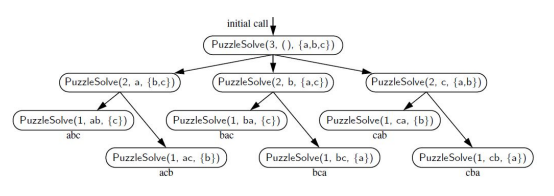 initial call
PuzzleSolve(3, ( ), {a,b,c})
PuzzleSolve(2, a, {b,c})
PuzzleSolve(2, b, {a,c})
PuzzleSolve(2, c, {a,b})
PuzzleSolve(1, ab, {c})
abc
PuzzleSolve(1, ba, {c})
bac
PuzzleSolve(1, ca, {b})
cab
PuzzleSolve(1, ac, {b})
acb
PuzzleSolve(1, bc, {a})
bca
PuzzleSolve(1, cb, {a})
cba